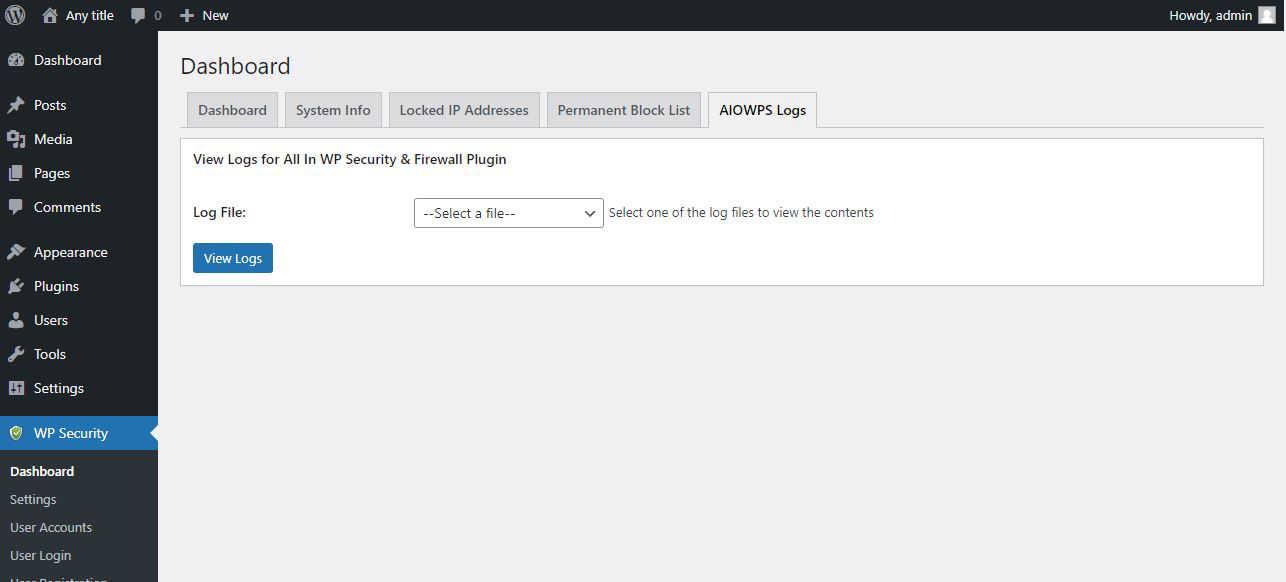 Any title 0 New Howdy, admin
Dashboard
Posts
Media
Pages
Comments
Appearance
Plugins
Users
Tools
Settings
WP Security
Dashboard
Settings
User Accounts
User Login
User Registration
Dashboard
Dashboard System Info Locked IP Addresses Permanent Block List AIOWPS Logs
View Logs for All In WP Security & Firewall Plugin
Log File: --Select a file-- Select one of the log files to view the contents
View Logs